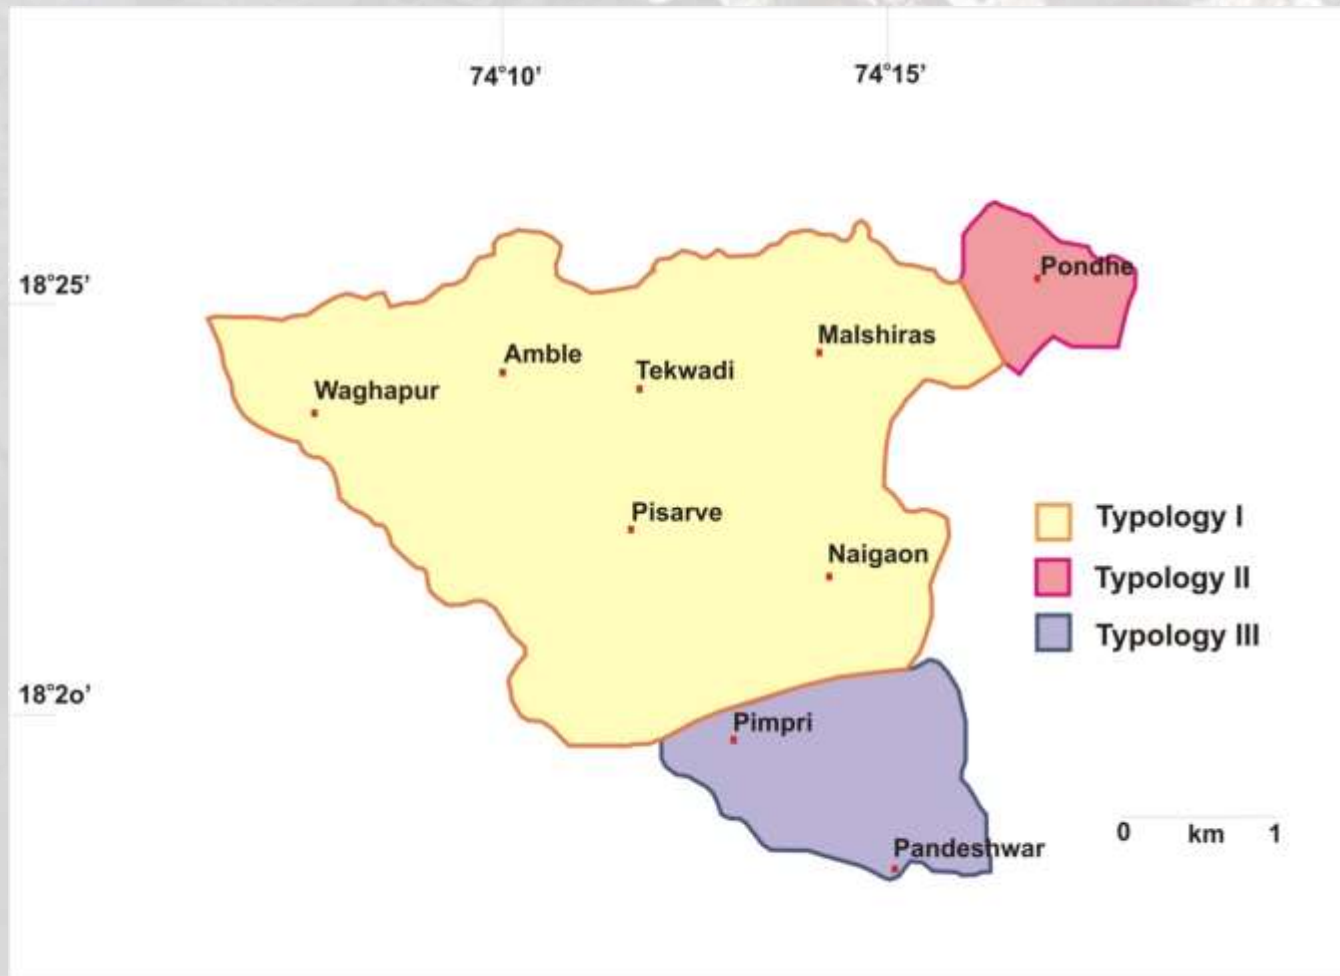 74°10’
74°15’
18°25’
Pondhe
Malshiras
Amble
Tekwadi
Waghapur
Pisarve
Naigaon
Typology I
Typology II
Typology III
18°2o’
Pimpri
Pandeshwar
0 km 1